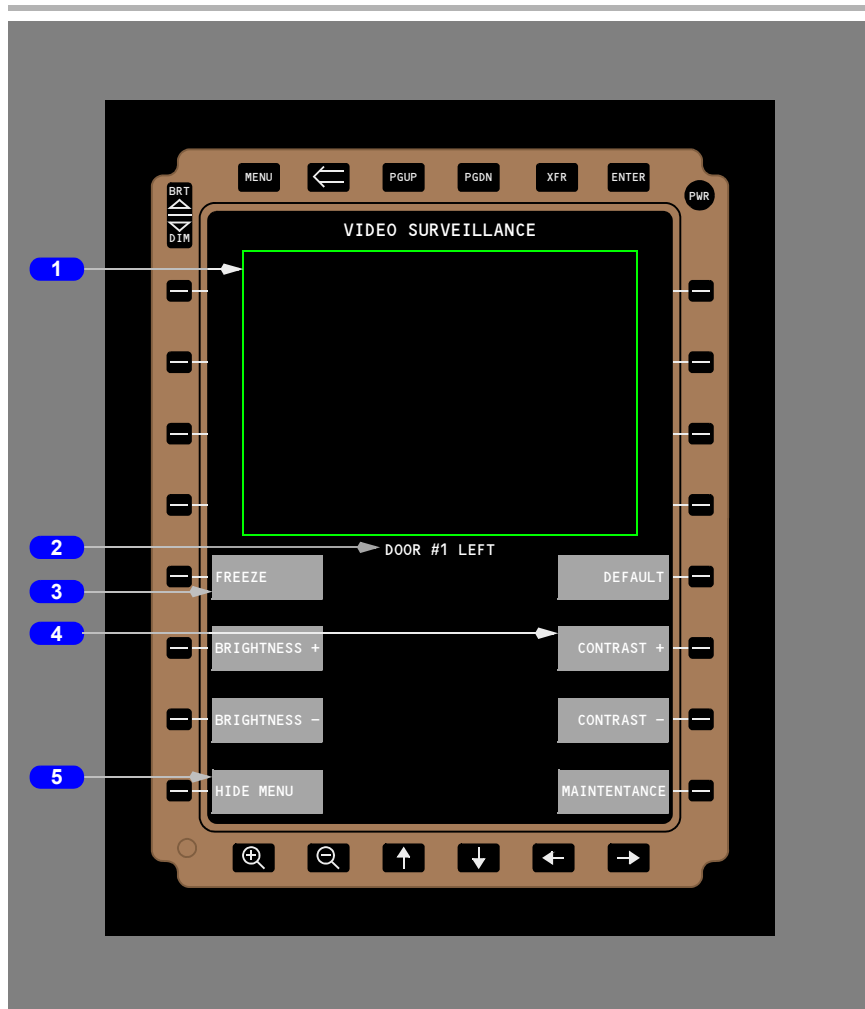 MENU PGUP PGDN XFR ENTER
BRT
DIM
PWR
VIDEO SURVEILLANCE
1
2
DOOR #1 LEFT
FREEZE DEFAULT
3
4
BRIGHTNESS + CONTRAST +
BRIGHTNESS − CONTRAST −
5
HIDE MENU MAINTENTANCE